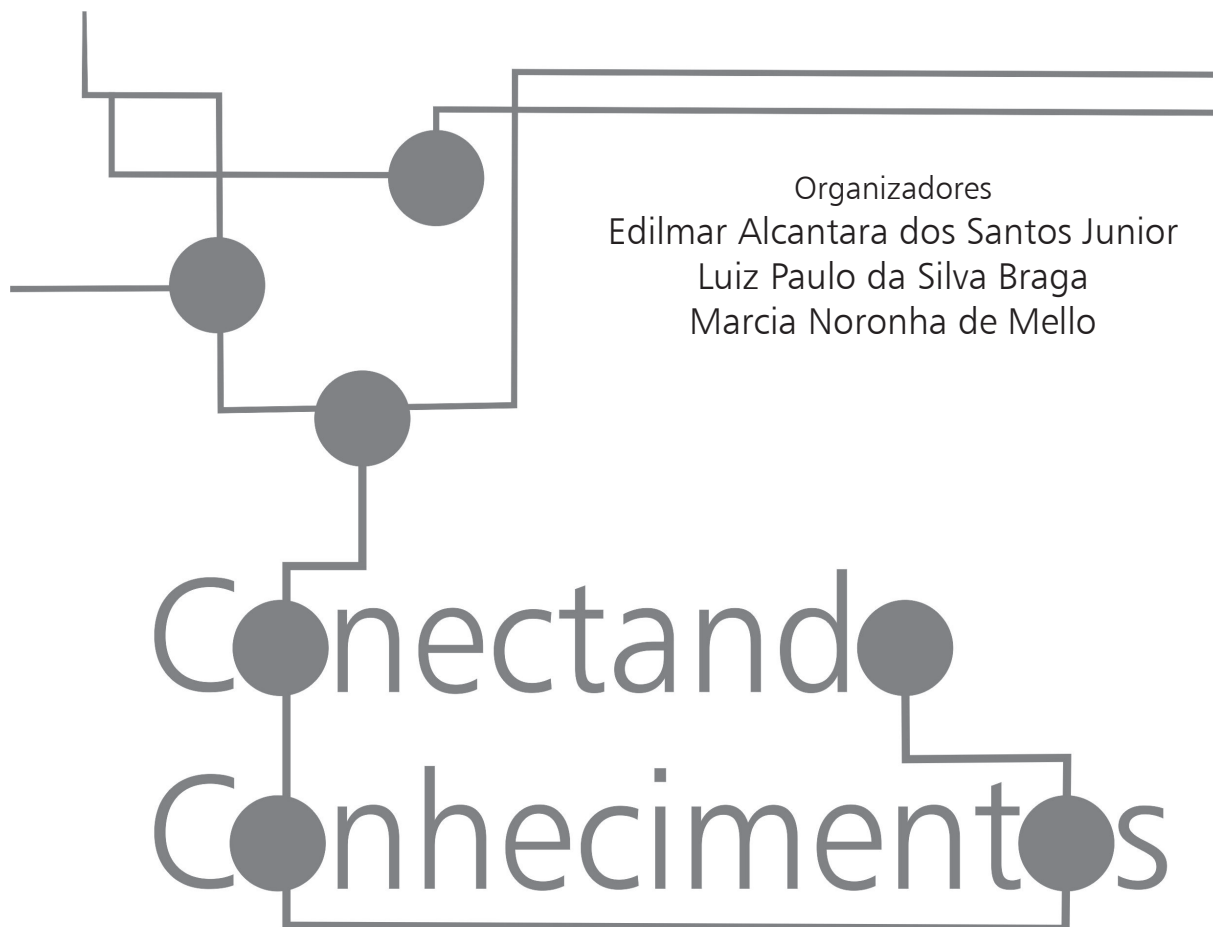 Organizadores
Edilmar Alcantara dos Santos Junior
Luiz Paulo da Silva Braga
Marcia Noronha de Mello
Conectando
Conhecimentos